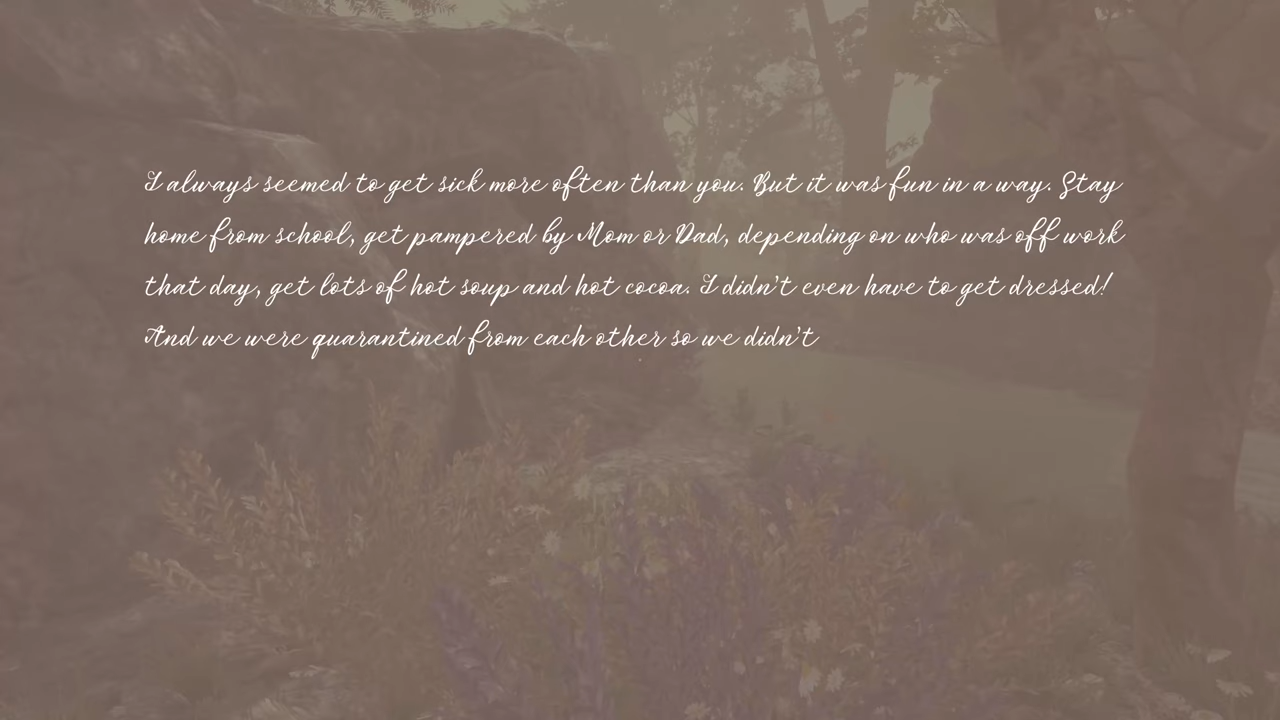 I always seemed to get sick more often than you. But it was fun in a way. Stay
home from school, get pampered by Mom or Dad, depending on who was off work
that day, get lots of hot soup and hot cocoa. I didn't even have to get dressed!
And we were quarantined from each other so we didn't